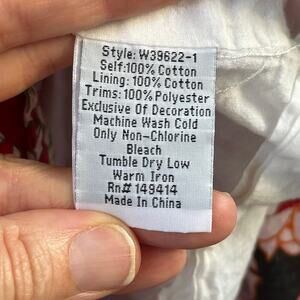 Style: W39622-1
Self:100% Cotton
Lining: 100% Cotton
Trims: 100% Polyester
Exclusive Of Decoration
Machine Wash Cold
Only Non-Chlorine
Bleach
Tumble Dry Low
Warm Iron
Rn# 149414
Made In China